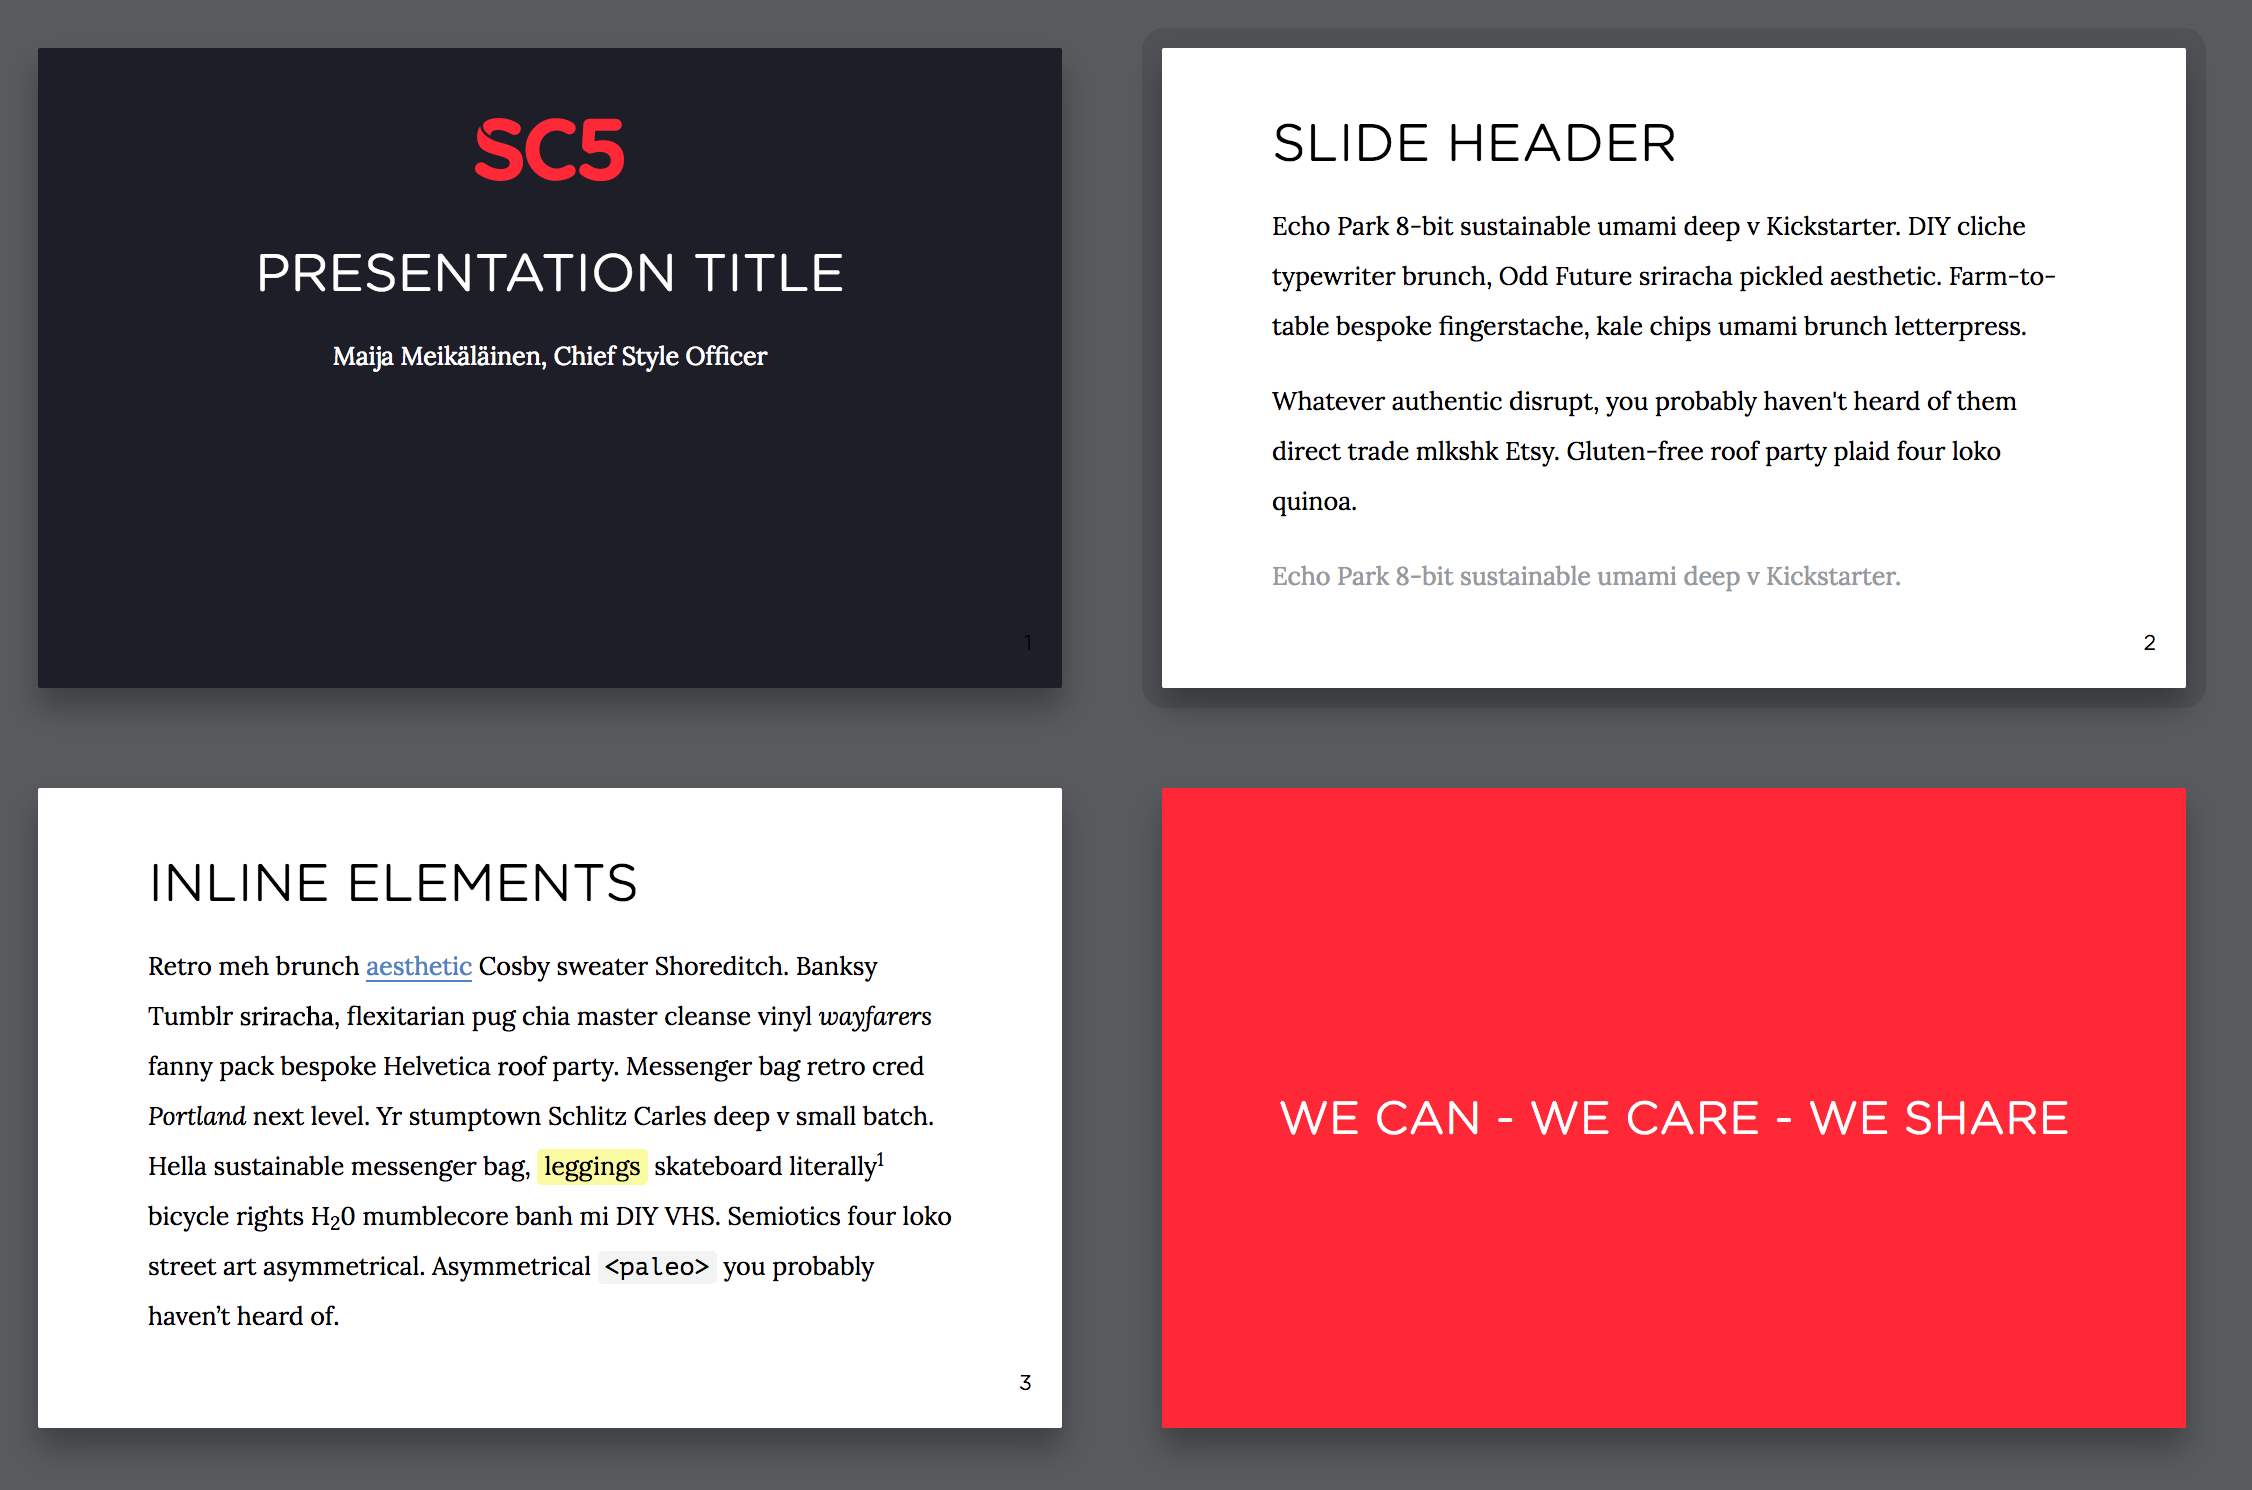 SC5
PRESENTATION TITLE
Maija Meikäläinen, Chief Style Officer
1
SLIDE HEADER
Echo Park 8-bit sustainable umami deep v Kickstarter. DIY cliche
typewriter brunch, Odd Future sriracha pickled aesthetic. Farm-to-
table bespoke fingerstache, kale chips umami brunch letterpress.
Whatever authentic disrupt, you probably haven't heard of them
direct trade mlkshk Etsy. Gluten-free roof party plaid four loko
quinoa.
Echo Park 8-bit sustainable umami deep v Kickstarter.
2
INLINE ELEMENTS
Retro meh brunch aesthetic Cosby sweater Shoreditch. Banksy
Tumblr sriracha, flexitarian pug chia master cleanse vinyl wayfarers
fanny pack bespoke Helvetica roof party. Messenger bag retro cred
Portland next level. Yr stumptown Schlitz Carles deep v small batch.
Hella sustainable messenger bag, leggings skateboard literally¹
bicycle rights H₂0 mumblecore banh mi DIY VHS. Semiotics four loko
street art asymmetrical. Asymmetrical <paleo> you probably
haven’t heard of.
3
WE CAN - WE CARE - WE SHARE